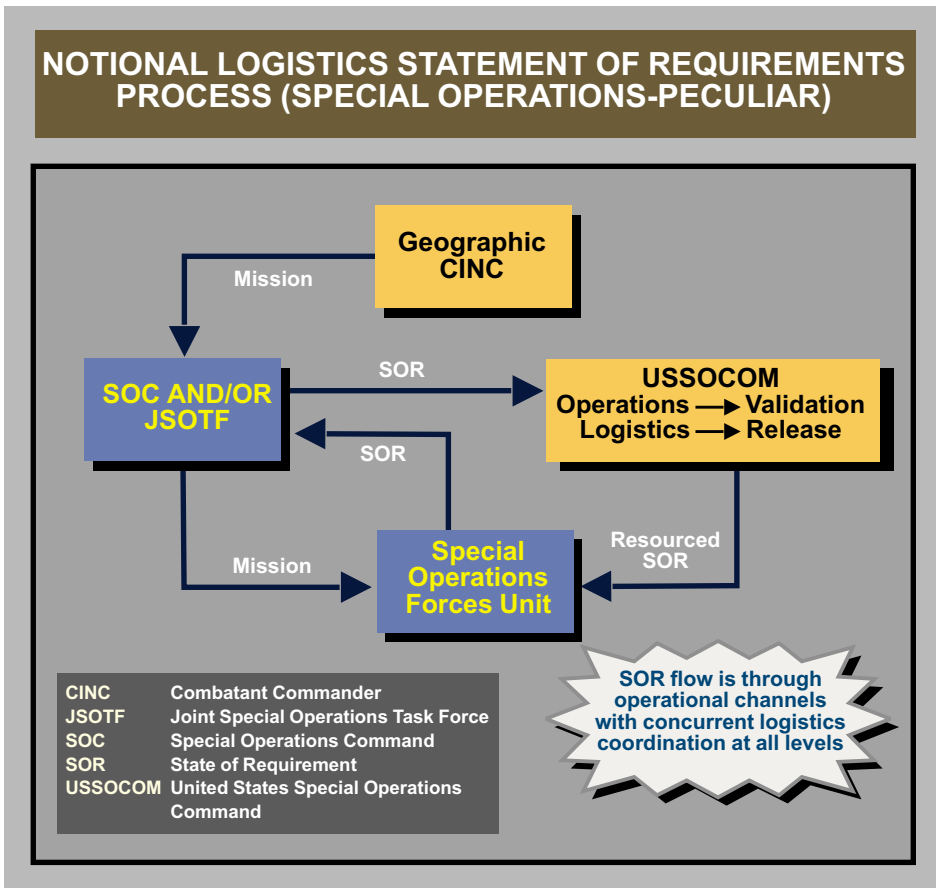 NOTIONAL LOGISTICS STATEMENT OF REQUIREMENTS
PROCESS (SPECIAL OPERATIONS-PECULIAR)
Geographic
CINC
Mission
SOC AND/OR
JSOTF
SOR
USSOCOM
Operations → Validation
Logistics → Release
SOR
Mission
Special
Operations
Forces Unit
Resourced
SOR
CINC Combatant Commander
JSOTF Joint Special Operations Task Force
SOC Special Operations Command
SOR State of Requirement
USSOCOM United States Special Operations
Command
SOR flow is through
operational channels
with concurrent logistics
coordination at all levels